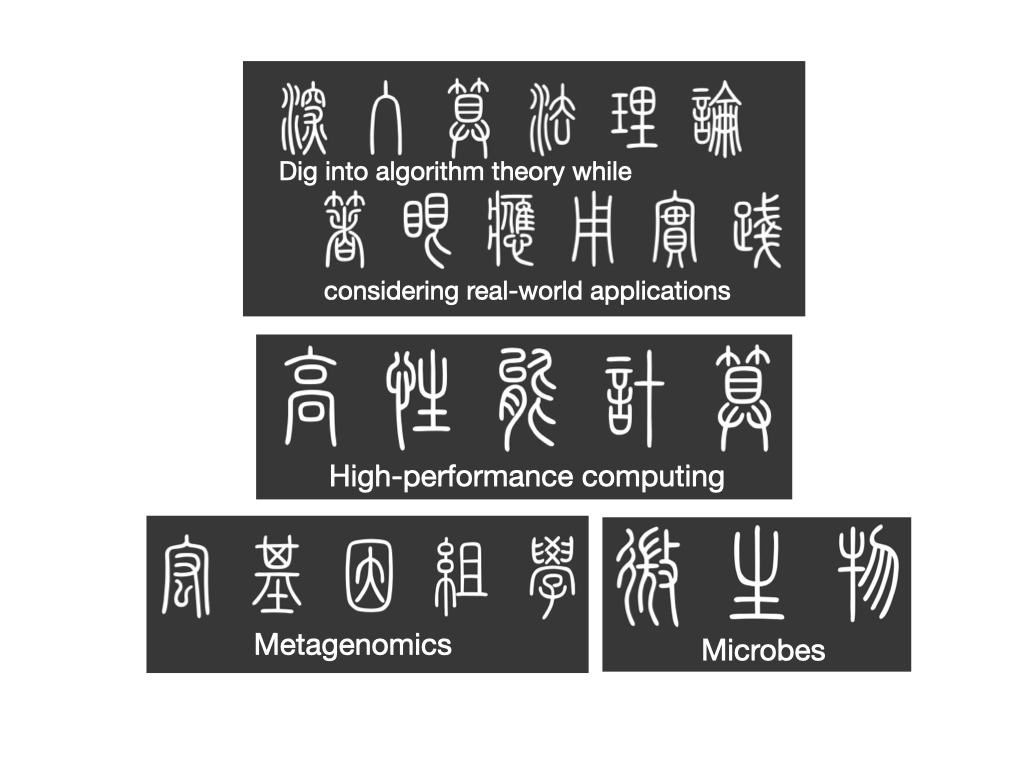 深入算法理論
Dig into algorithm theory while
著眼應用實踐
considering real-world applications
高性能計算
High-performance computing
宏基因組學
Metagenomics
微生物
Microbes